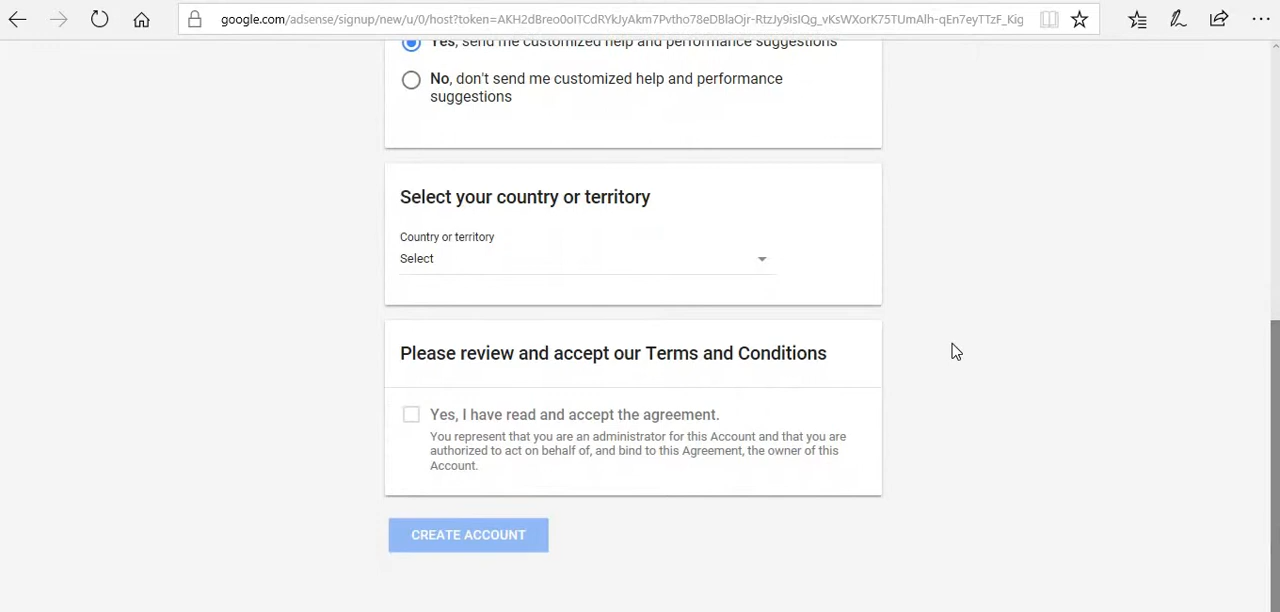 google.com/adsense/signup/new/u/0/host?token=AKH2dBreo0oITCdRYkJyAkm7Pvtho78eDBlaOjr-RtzJy9isIQg_vKsWXorK75TUmAlh-qEn7eyTTzF_Kig
Yes, send me customized help and performance suggestions
No, don't send me customized help and performance
suggestions
Select your country or territory
Country or territory
Select
Please review and accept our Terms and Conditions
Yes, I have read and accept the agreement.
You represent that you are an administrator for this Account and that you are
authorized to act on behalf of, and bind to this Agreement, the owner of this
Account.
CREATE ACCOUNT